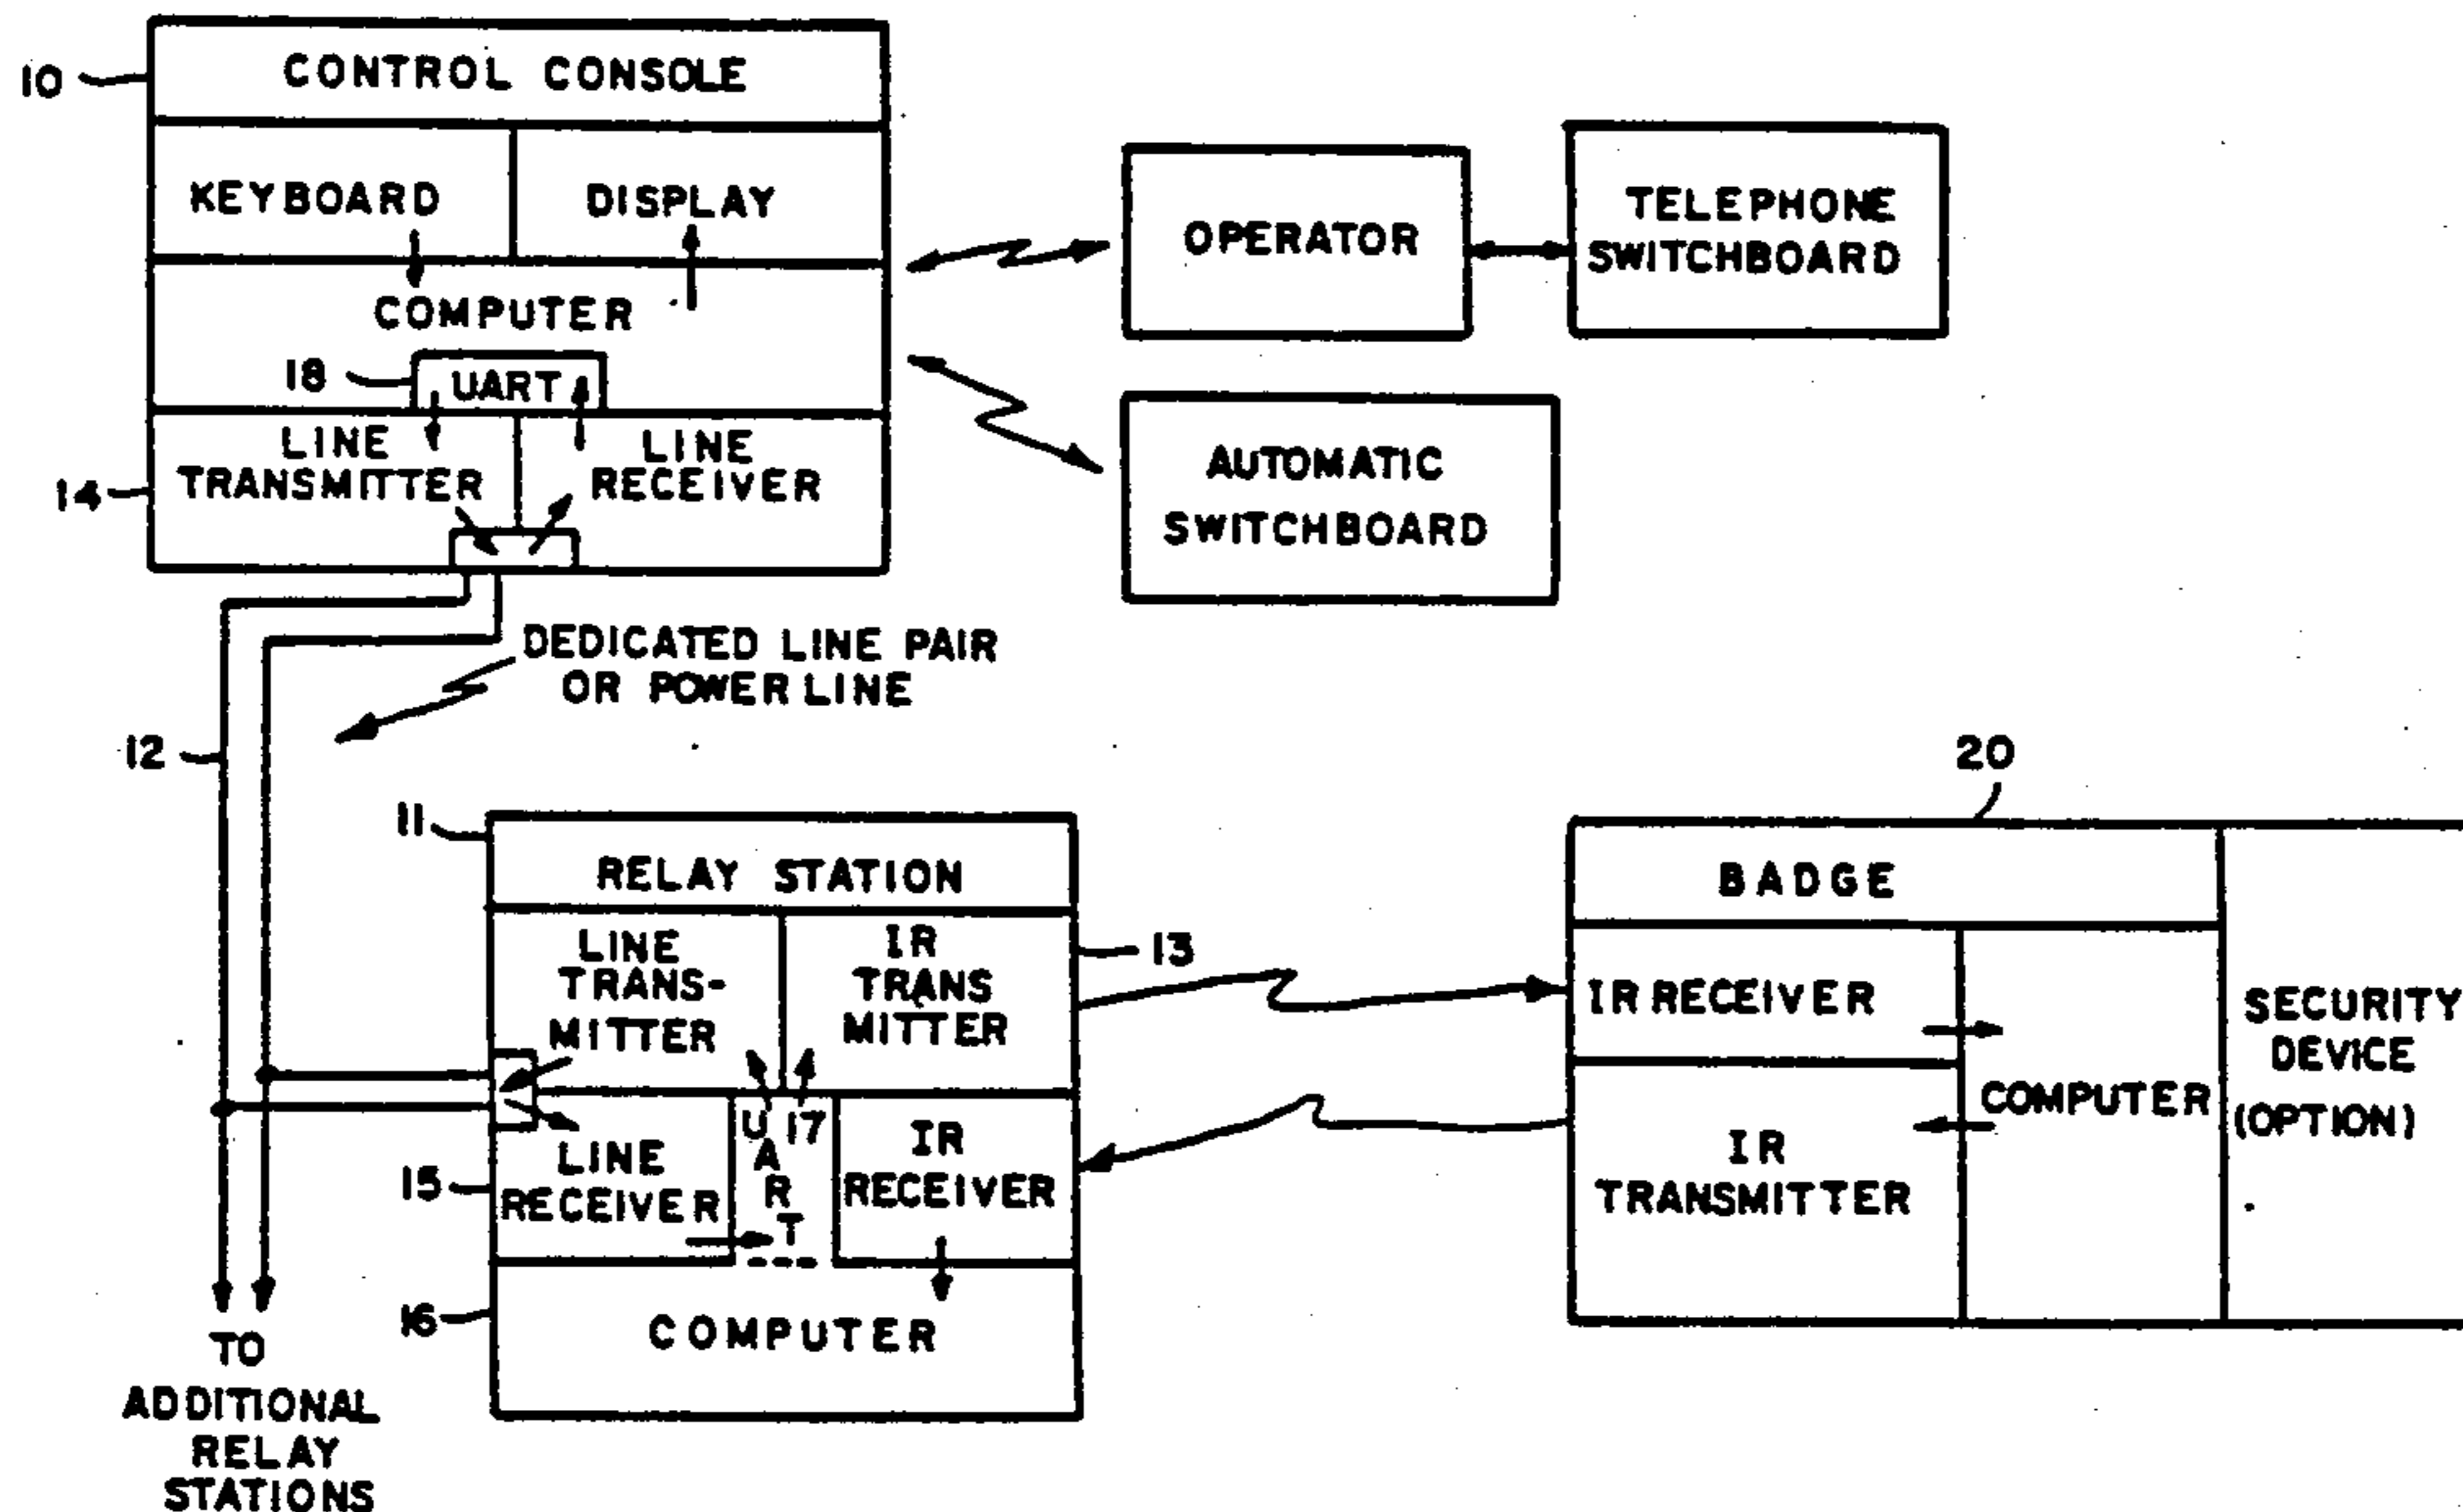 10
CONTROL CONSOLE
KEYBOARD
DISPLAY
COMPUTER
18
UART
LINE
TRANSMITTER
LINE
RECEIVER
14
OPERATOR
TELEPHONE
SWITCHBOARD
AUTOMATIC
SWITCHBOARD
DEDICATED LINE PAIR
OR POWER LINE
12
11
RELAY STATION
LINE
TRANS-
MITTER
IR
TRANS
MITTER
13
UART
17
15
LINE
RECEIVER
IR
RECEIVER
16
COMPUTER
TO
ADDITIONAL
RELAY
STATIONS
20
BADGE
IR RECEIVER
COMPUTER
IR
TRANSMITTER
SECURITY
DEVICE
(OPTION)